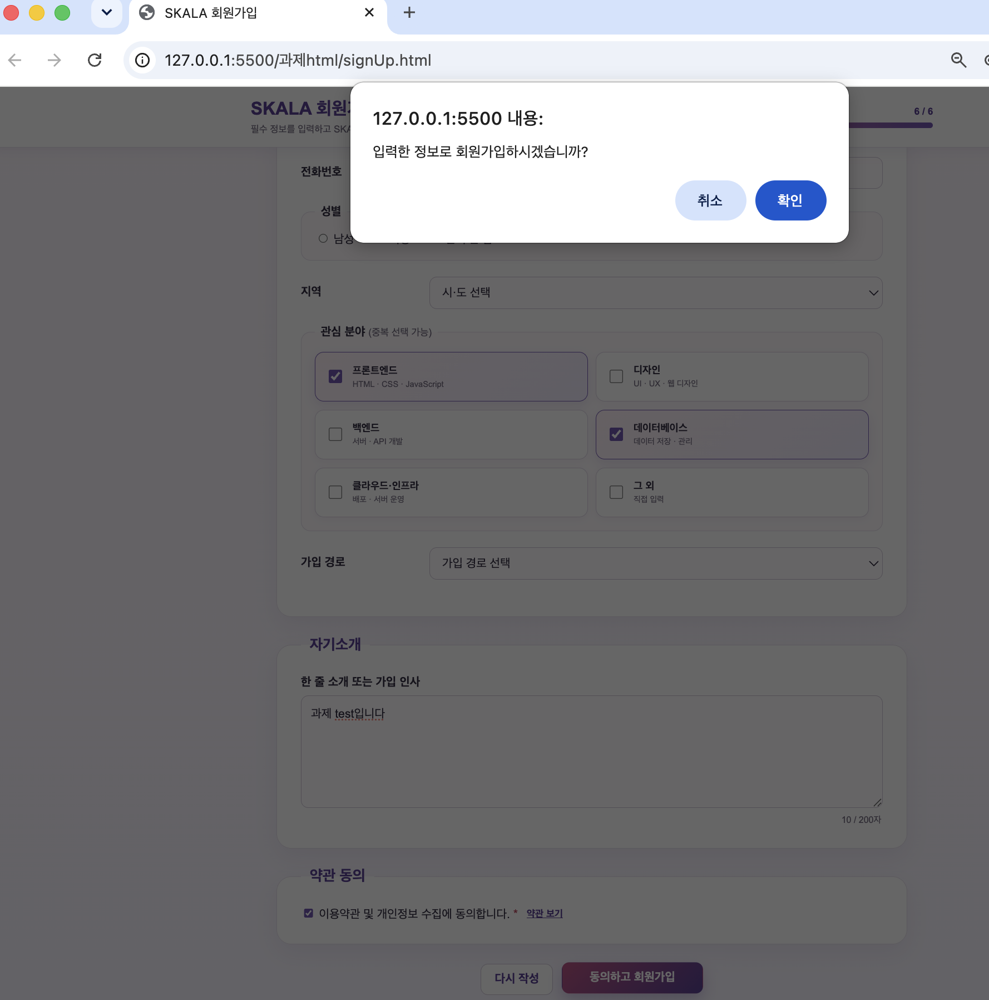 SKALA 회원가입
127.0.0.1:5500/과제html/signUp.html
127.0.0.1:5500 내용:
입력한 정보로 회원가입하시겠습니까?
취소
확인
SKALA 회원
필수 정보를 입력하고
6 / 6
전화번호
성별
남성
지역
시·도 선택
관심 분야 (중복 선택 가능)
프론트엔드
HTML · CSS · JavaScript
디자인
UI · UX · 웹 디자인
백엔드
서버 · API 개발
데이터베이스
데이터 저장 · 관리
클라우드·인프라
배포 · 서버 운영
그 외
직접 입력
가입 경로
가입 경로 선택
자기소개
한 줄 소개 또는 가입 인사
과제 test입니다
10 / 200자
약관 동의
이용약관 및 개인정보 수집에 동의합니다. * 약관 보기
다시 작성
동의하고 회원가입